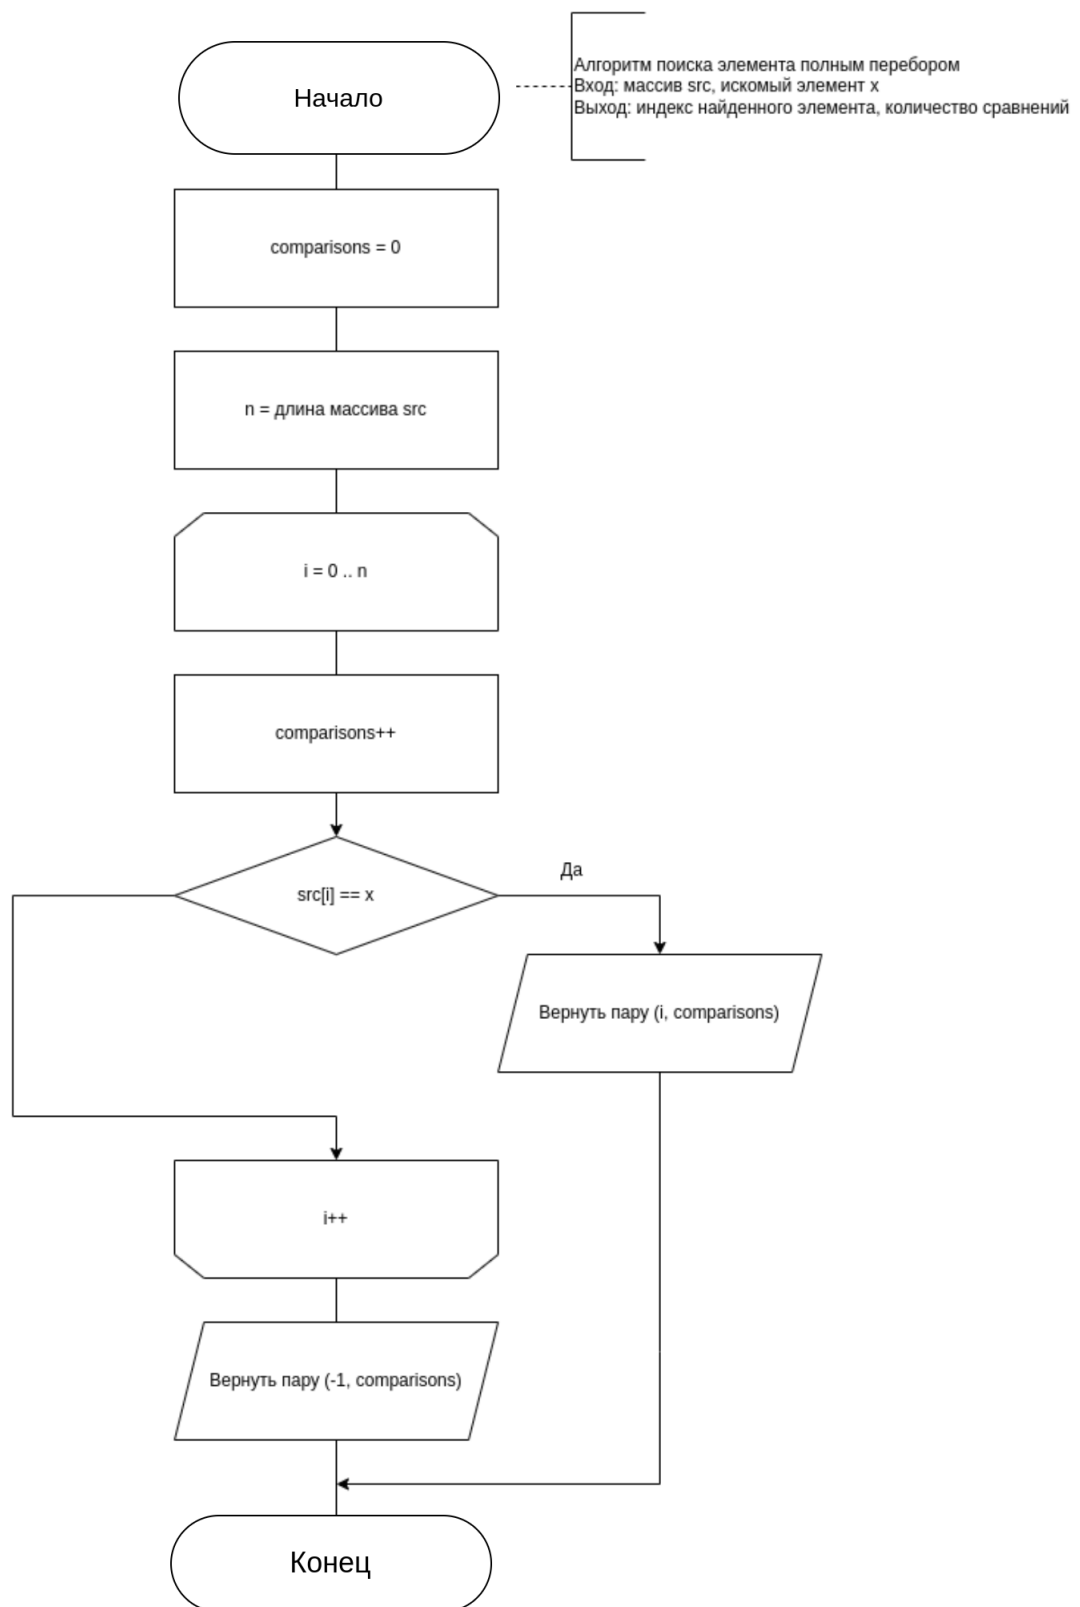 Начало
Алгоритм поиска элемента полным перебором
Вход: массив src, искомый элемент x
Выход: индекс найденного элемента, количество сравнений
comparisons = 0
n = длина массива src
i = 0 .. n
comparisons++
src[i] == x
Да
Вернуть пару (i, comparisons)
i++
Вернуть пару (-1, comparisons)
Конец